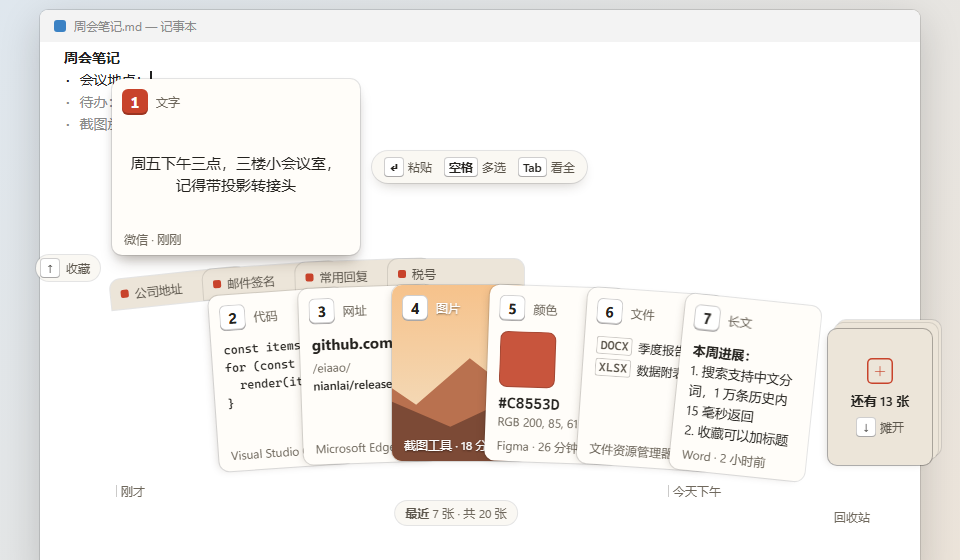 周会笔记.md — 记事本
周会笔记
· 会议地点:
· 待办:
· 截图
1 文字
周五下午三点，三楼小会议室，
记得带投影转接头
微信 · 刚刚
↵ 粘贴 空格 多选 Tab 看全
↑ 收藏
公司地址
邮件签名
常用回复
税号
2 代码
const items
for (const
render(it
}
Visual Studio
3 网址
github.com
/eiaao/
nianlai/release
Microsoft Edge
4 图片
截图工具 · 18 分
5 颜色
#C8553D
RGB 200, 85, 61
Figma · 26 分钟
6 文件
DOCX 季度报告
XLSX 数据附表
文件资源管理器
7 长文
本周进展：
1. 搜索支持中文分
词，1 万条历史内
15 毫秒返回
2. 收藏可以加标题
Word · 2 小时前
还有 13 张
↓ 摊开
刚才
今天下午
最近 7 张 · 共 20 张
回收站